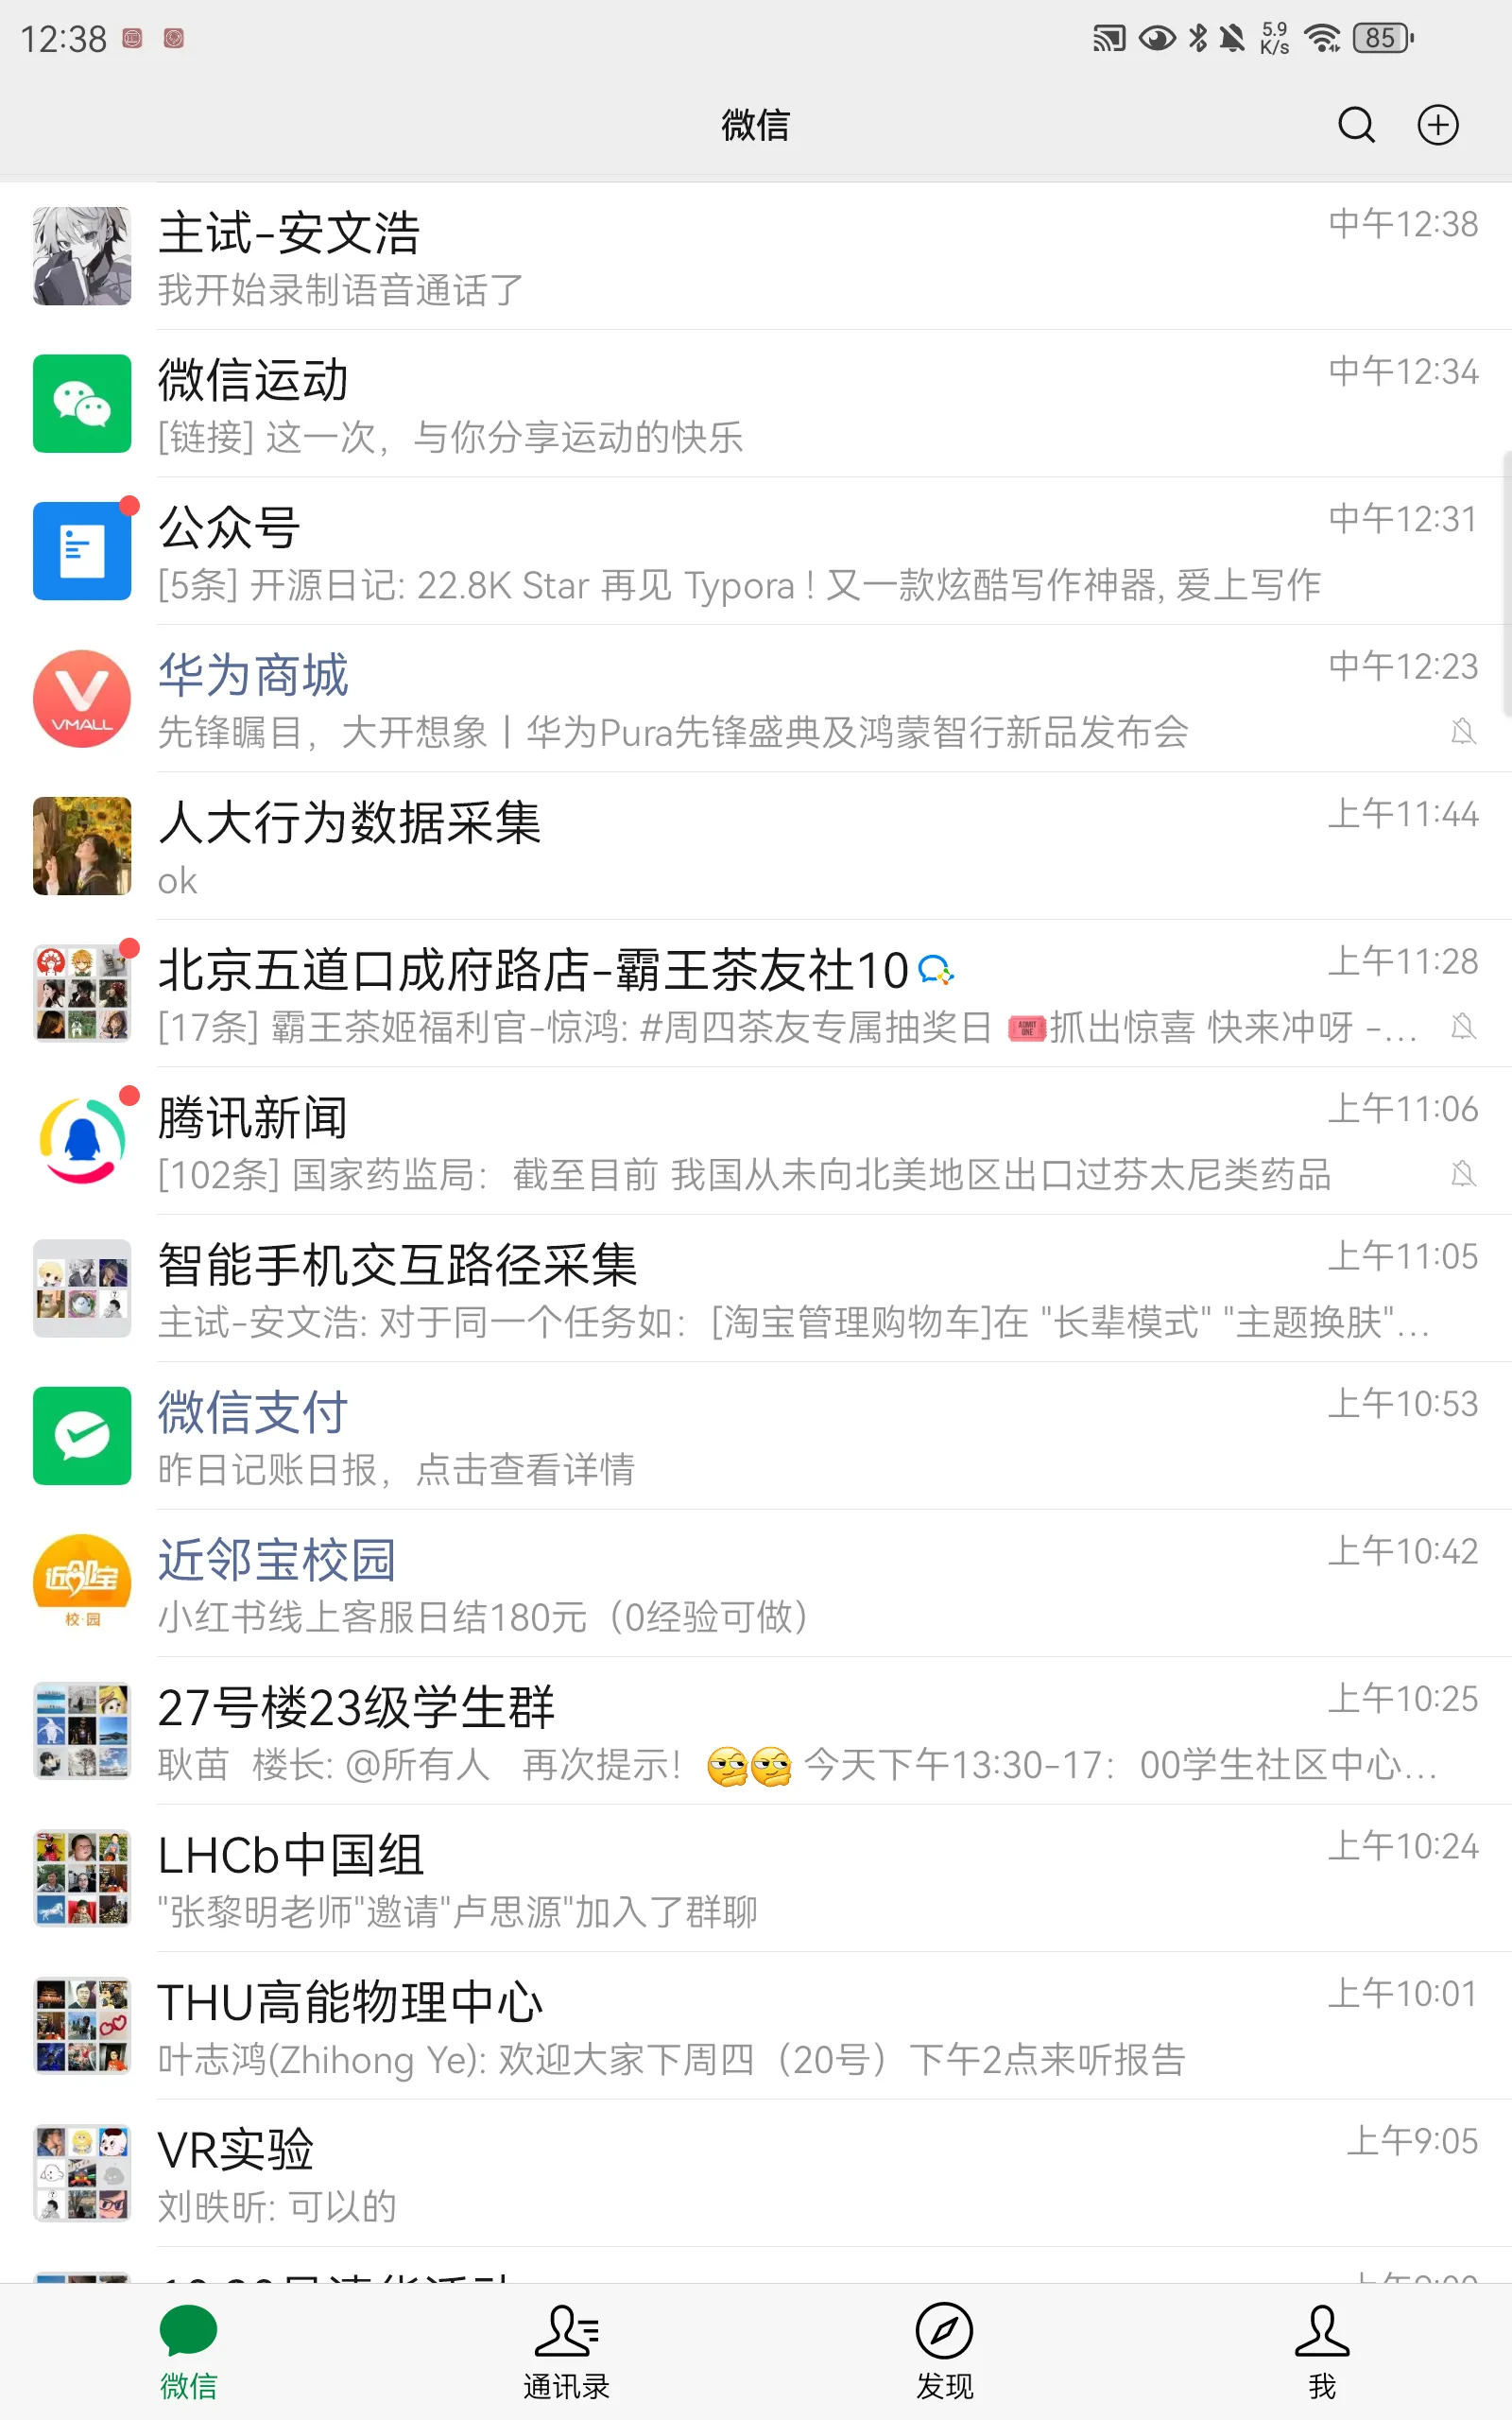 12:38
5.9
K/s
85
微信
主试-安文浩
中午12:38
我开始录制语音通话了
微信运动
中午12:34
[链接] 这一次，与你分享运动的快乐
公众号
中午12:31
[5条] 开源日记: 22.8K Star 再见 Typora ! 又一款炫酷写作神器, 爱上写作
华为商城
中午12:23
VMALL
先锋瞩目，大开想象丨华为Pura先锋盛典及鸿蒙智行新品发布会
人大行为数据采集
上午11:44
ok
北京五道口成府路店-霸王茶友社10
上午11:28
[17条] 霸王茶姬福利官-惊鸿: #周四茶友专属抽奖日 🎟️抓出惊喜 快来冲呀 -...
腾讯新闻
上午11:06
[102条] 国家药监局：截至目前 我国从未向北美地区出口过芬太尼类药品
智能手机交互路径采集
上午11:05
主试-安文浩: 对于同一个任务如：[淘宝管理购物车]在 "长辈模式" "主题换肤"...
微信支付
上午10:53
昨日记账日报，点击查看详情
近邻宝校园
上午10:42
近邻宝
校·园
小红书线上客服日结180元（0经验可做）
27号楼23级学生群
上午10:25
耿苗 楼长: @所有人 再次提示！🤔🤔 今天下午13:30-17：00学生社区中心...
LHCb中国组
上午10:24
"张黎明老师"邀请"卢思源"加入了群聊
THU高能物理中心
上午10:01
叶志鸿(Zhihong Ye): 欢迎大家下周四（20号）下午2点来听报告
VR实验
上午9:05
刘昳昕: 可以的
微信
通讯录
发现
我